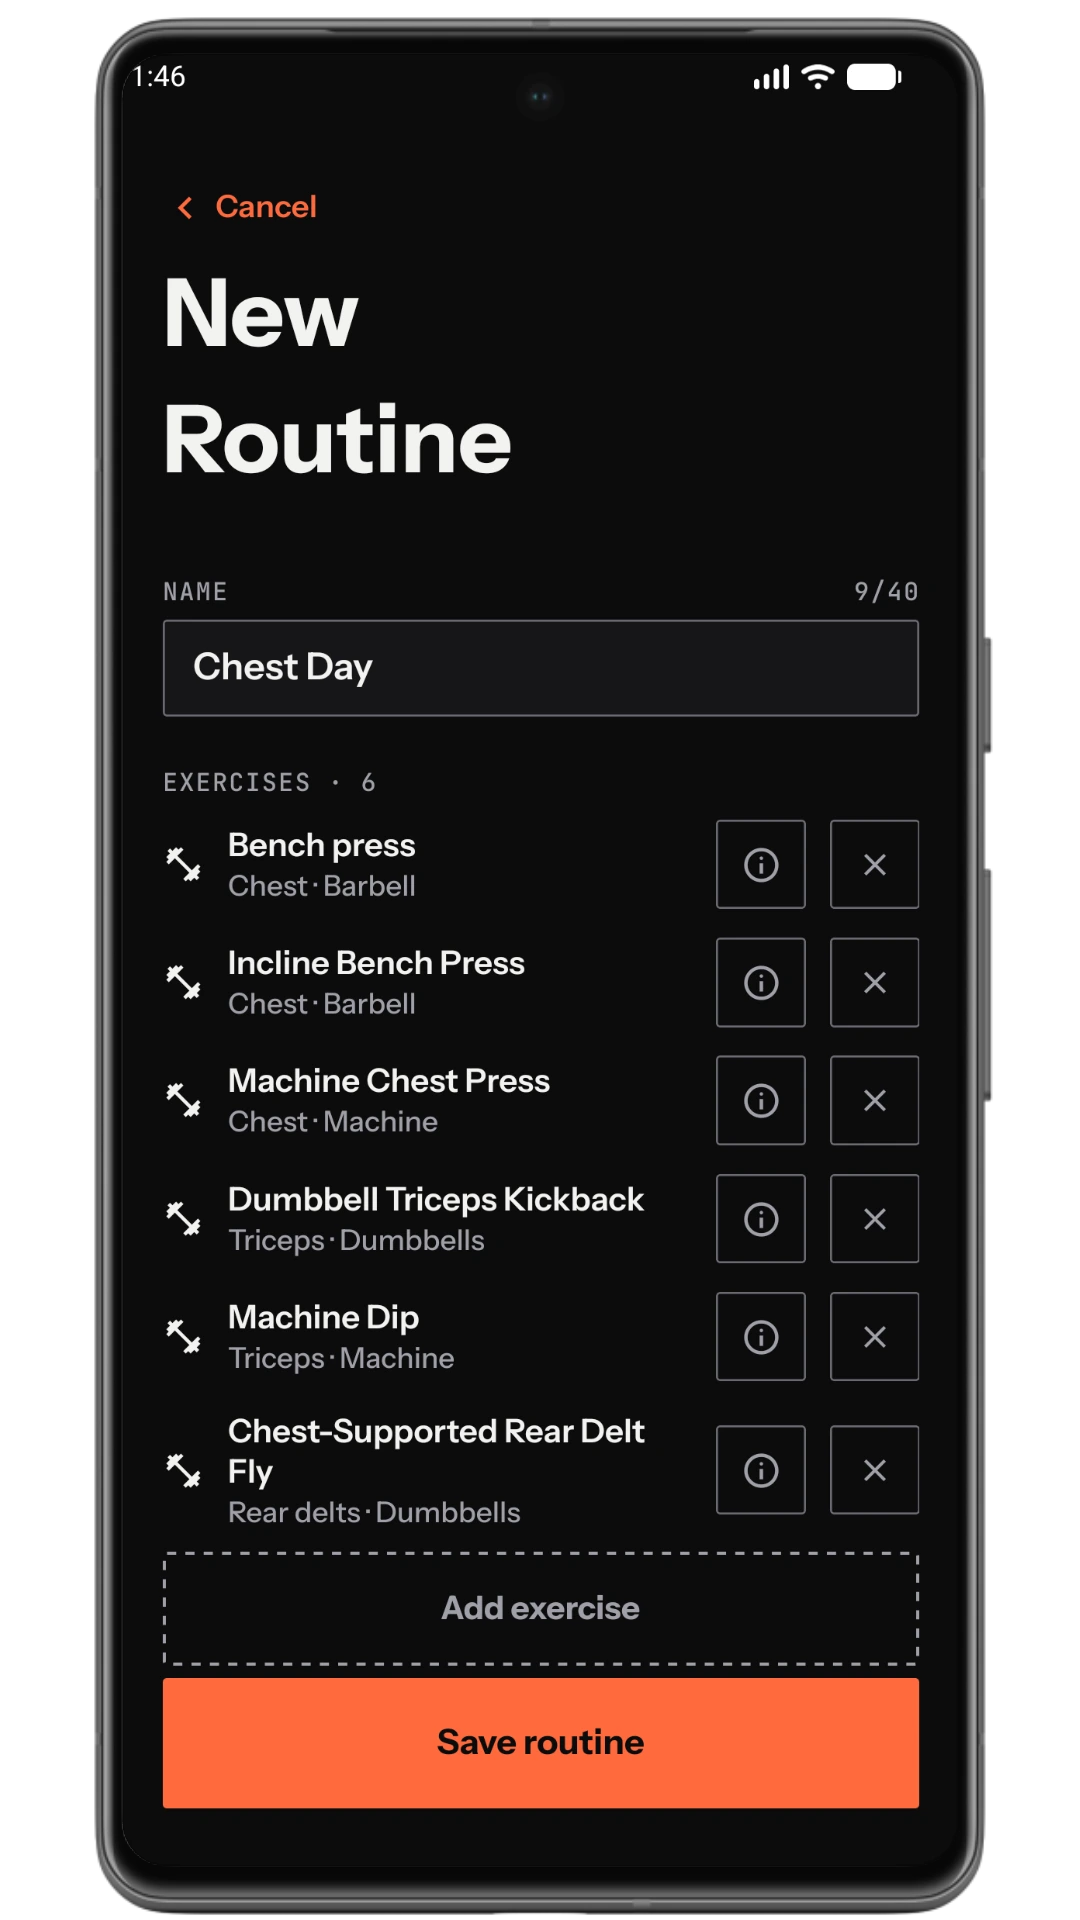 1:46
Cancel
New
Routine
NAME
9/40
Chest Day
EXERCISES · 6
Bench press
Chest · Barbell
Incline Bench Press
Chest · Barbell
Machine Chest Press
Chest · Machine
Dumbbell Triceps Kickback
Triceps · Dumbbells
Machine Dip
Triceps · Machine
Chest-Supported Rear Delt
Fly
Rear delts · Dumbbells
Add exercise
Save routine